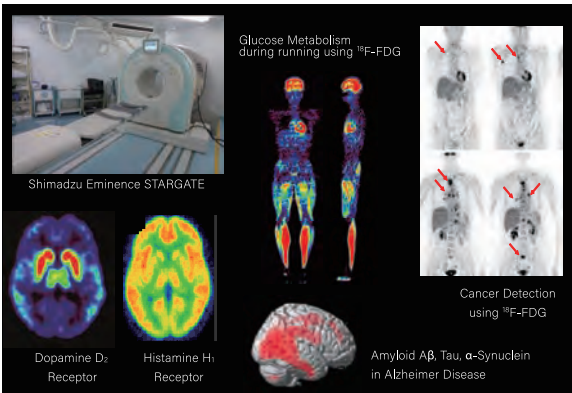 Shimadzu Eminence STARGATE
Glucose Metabolism
during running using ¹⁸F-FDG
Cancer Detection
using ¹⁸F-FDG
Dopamine D₂
Receptor
Histamine H₁
Receptor
Amyloid Aβ, Tau, α-Synuclein
in Alzheimer Disease